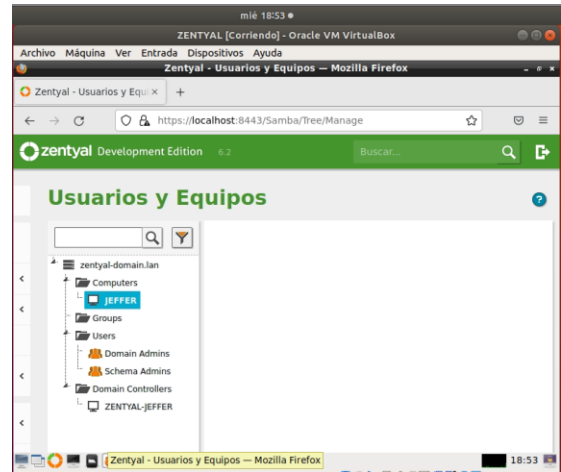 mié 18:53
ZENTYAL [Corriendo] - Oracle VM VirtualBox
Archivo Máquina Ver Entrada Dispositivos Ayuda
Zentyal - Usuarios y Equipos — Mozilla Firefox
Zentyal - Usuarios y Equi
https://localhost:8443/Samba/Tree/Manage
zentyal Development Edition 6.2
Buscar...
Usuarios y Equipos
zentyal-domain.lan
Computers
JEFFER
Groups
Users
Domain Admins
Schema Admins
Domain Controllers
ZENTYAL-JEFFER
Zentyal - Usuarios y Equipos — Mozilla Firefox
18:53